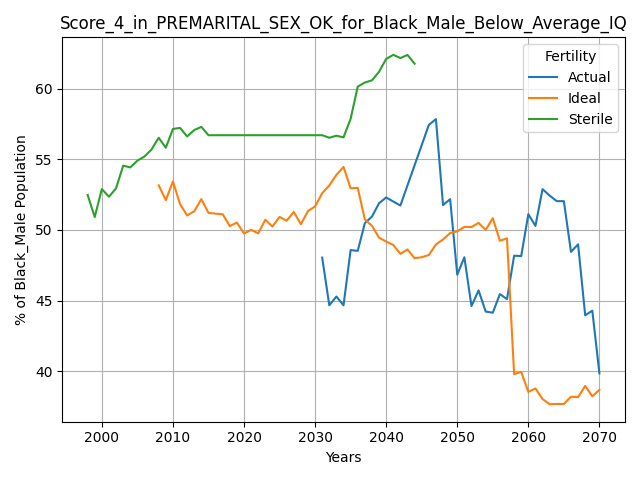 Score_4_in_PREMARITAL_SEX_OK_for_Black_Male_Below_Average_IQ
Fertility
Actual
Ideal
Sterile
% of Black_Male Population
60
55
50
45
40
2000 2010 2020 2030 2040 2050 2060 2070
Years